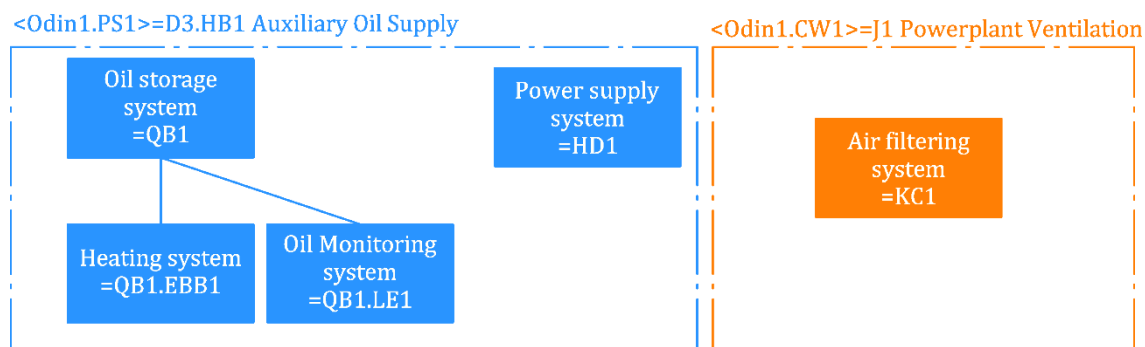 <Odin1.PS1>=D3.HB1 Auxiliary Oil Supply
<Odin1.CW1>=J1 Powerplant Ventilation
Oil storage
system
=QB1
Power supply
system
=HD1
Air filtering
system
=KC1
Heating system
=QB1.EBB1
Oil Monitoring
system
=QB1.LE1